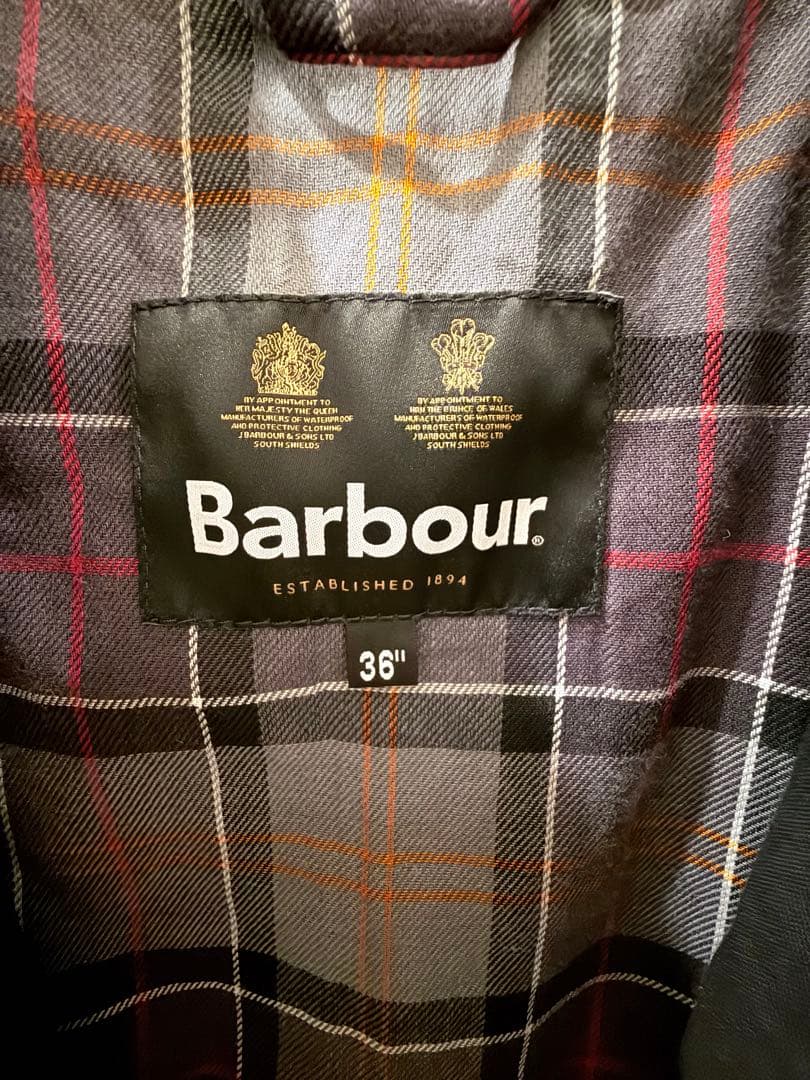 BY APPOINTMENT TO
HER MAJESTY THE QUEEN
MANUFACTURERS OF WATERPROOF
AND PROTECTIVE CLOTHING
J BARBOUR & SONS LTD
SOUTH SHIELDS
BY APPOINTMENT TO
HRH THE PRINCE OF WALES
MANUFACTURERS OF WATERPROOF
AND PROTECTIVE CLOTHING
J BARBOUR & SONS LTD
SOUTH SHIELDS
Barbour®
ESTABLISHED 1894
36"